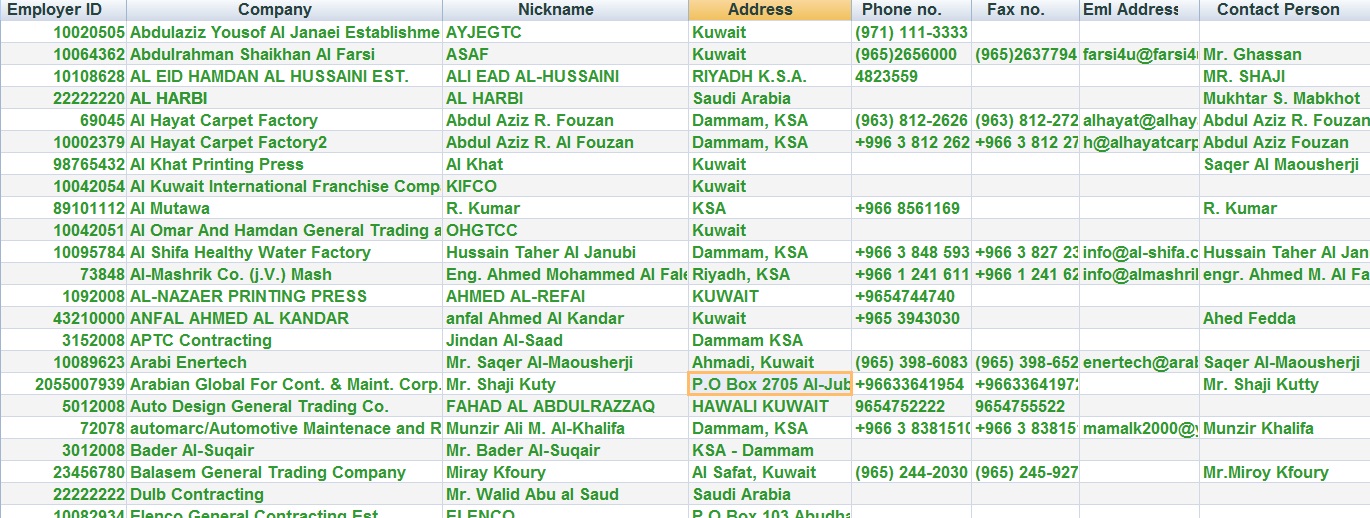 Employer ID Company Nickname Address Phone no. Fax no. Eml Address Contact Person
10020505 Abdulaziz Yousof Al Janaei Establishme AYJEGTC Kuwait (971) 111-3333
10064362 Abdulrahman Shaikhan Al Farsi ASAF Kuwait (965)2656000 (965)2637794 farsi4u@farsi4 Mr. Ghassan
10108628 AL EID HAMDAN AL HUSSAINI EST. ALI EAD AL-HUSSAINI RIYADH K.S.A. 4823559 MR. SHAJI
22222220 AL HARBI AL HARBI Saudi Arabia Mukhtar S. Mabkhot
69045 Al Hayat Carpet Factory Abdul Aziz R. Fouzan Dammam, KSA (963) 812-2626 (963) 812-272 alhayat@alhay Abdul Aziz R. Fouzan
10002379 Al Hayat Carpet Factory2 Abdul Aziz R. Al Fouzan Dammam, KSA +996 3 812 262 +966 3 812 27 h@alhayatcarp Abdul Aziz Fouzan
98765432 Al Khat Printing Press Al Khat Kuwait Saqer Al Maousherji
10042054 Al Kuwait International Franchise Comp KIFCO Kuwait
89101112 Al Mutawa R. Kumar KSA +966 8561169 R. Kumar
10042051 Al Omar And Hamdan General Trading a OHGTCC Kuwait
10095784 Al Shifa Healthy Water Factory Hussain Taher Al Janubi Dammam, KSA +966 3 848 593 +966 3 827 23 info@al-shifa.c Hussain Taher Al Jan
73848 Al-Mashrik Co. (j.V.) Mash Eng. Ahmed Mohammed Al Fale Riyadh, KSA +966 1 241 611 +966 1 241 62 info@almashril engr. Ahmed M. Al Fa
1092008 AL-NAZAER PRINTING PRESS AHMED AL-REFAI KUWAIT +9654744740
43210000 ANFAL AHMED AL KANDAR anfal Ahmed Al Kandar Kuwait +965 3943030 Ahed Fedda
3152008 APTC Contracting Jindan Al-Saad Dammam KSA
10089623 Arabi Enertech Mr. Saqer Al-Maousherji Ahmadi, Kuwait (965) 398-6083 (965) 398-652 enertech@arab Saqer Al-Maousherji
2055007939 Arabian Global For Cont. & Maint. Corp. Mr. Shaji Kuty P.O Box 2705 Al-Jub +96633641954 +9663364197 Mr. Shaji Kutty
5012008 Auto Design General Trading Co. FAHAD AL ABDULRAZZAQ HAWALI KUWAIT 9654752222 9654755522
72078 automarc/Automotive Maintenace and R Munzir Ali M. Al-Khalifa Dammam, KSA +966 3 8381510 +966 3 83815 mamalk2000@y Munzir Khalifa
3012008 Bader Al-Suqair Mr. Bader Al-Suqair KSA - Dammam
23456780 Balasem General Trading Company Miray Kfoury Al Safat, Kuwait (965) 244-2030 (965) 245-927 Mr.Miroy Kfoury
22222222 Dulb Contracting Mr. Walid Abu al Saud Saudi Arabia
10082934 Elenco General Contracting Est. ELENCO P.O Box 103 Abudha